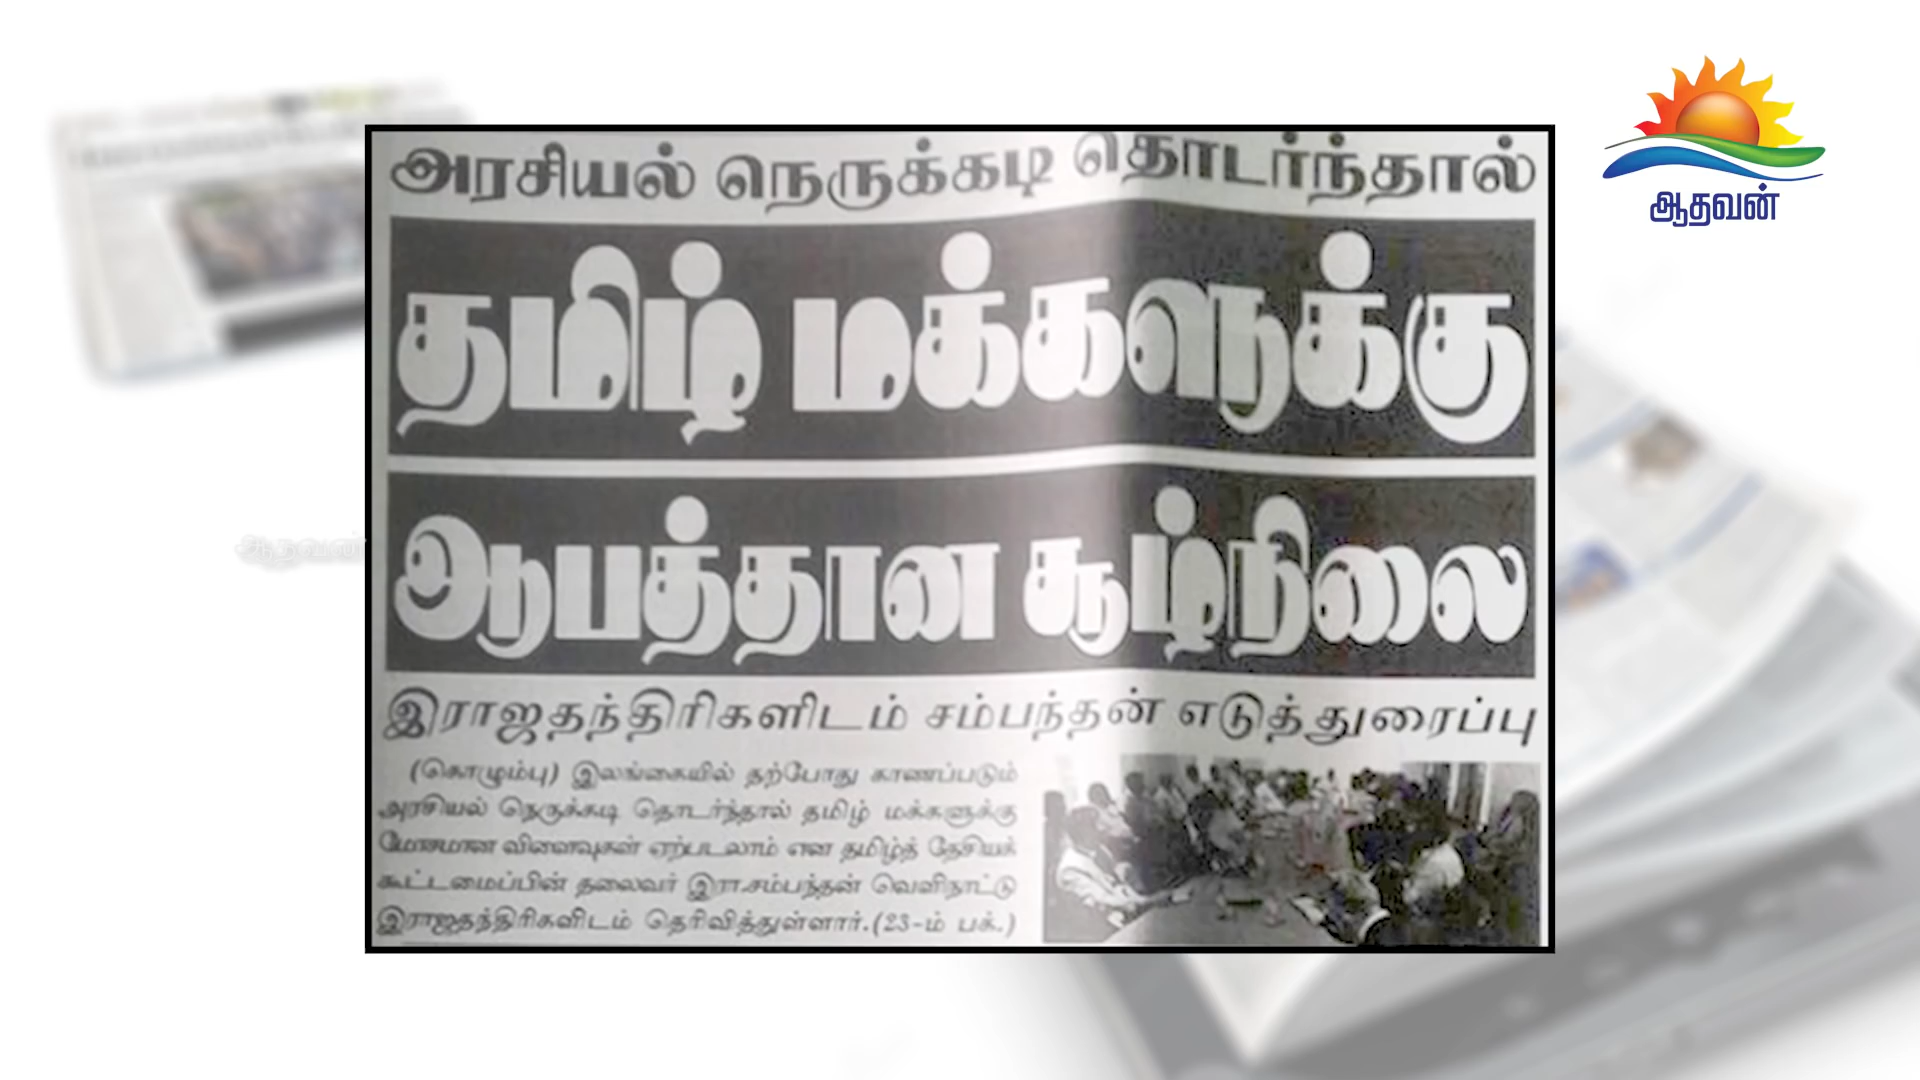 ஆதவன்
அரசியல் நெருக்கடி தொடர்ந்தால்
தமிழ் மக்களுக்கு
ஆபத்தான சூழ்நிலை
இராஜதந்திரிகளிடம் சம்பந்தன் எடுத்துரைப்பு
(கொழும்பு) இலங்கையில் தற்போது காணப்படும்
அரசியல் நெருக்கடி தொடர்ந்தால் தமிழ் மக்களுக்கு
மோசமான விளைவுகள் ஏற்படலாம் என தமிழ்த் தேசியக்
கூட்டமைப்பின் தலைவர் இரா.சம்பந்தன் வெளிநாட்டு
இராஜதந்திரிகளிடம் தெரிவித்துள்ளார்.(23-ம் பக்.)
ஆதவன்